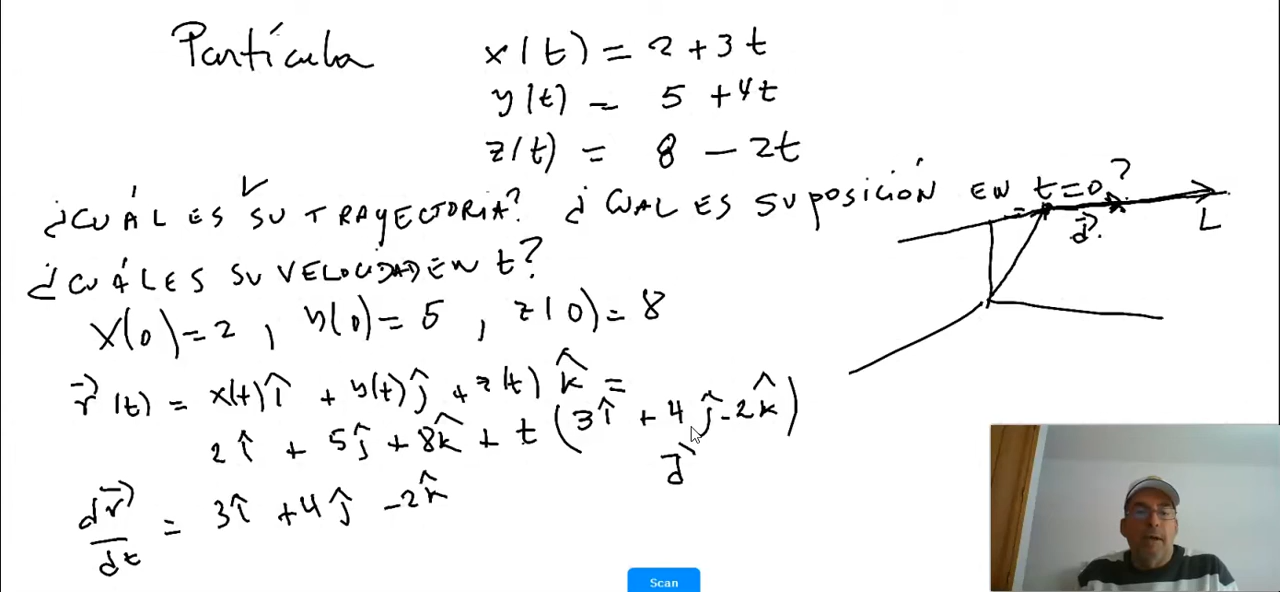 Partícula
x(t) = 2 + 3t
y(t) = 5 + 4t
z(t) = 8 - 2t
¿CUÁL ES SU TRAYECTORIA? ¿CUAL ES SU POSICIÓN EN t=0?
¿CUÁL ES SU VELOCIDAD EN t?
d⃗
L
x(0)=2, y(0)=5, z(0)=8
r⃗(t) = x(t)î + y(t)ĵ + z(t)k̂ =
2î + 5ĵ + 8k̂ + t(3î + 4ĵ - 2k̂)
d⃗
dr⃗/dt = 3î + 4ĵ - 2k̂
Scan